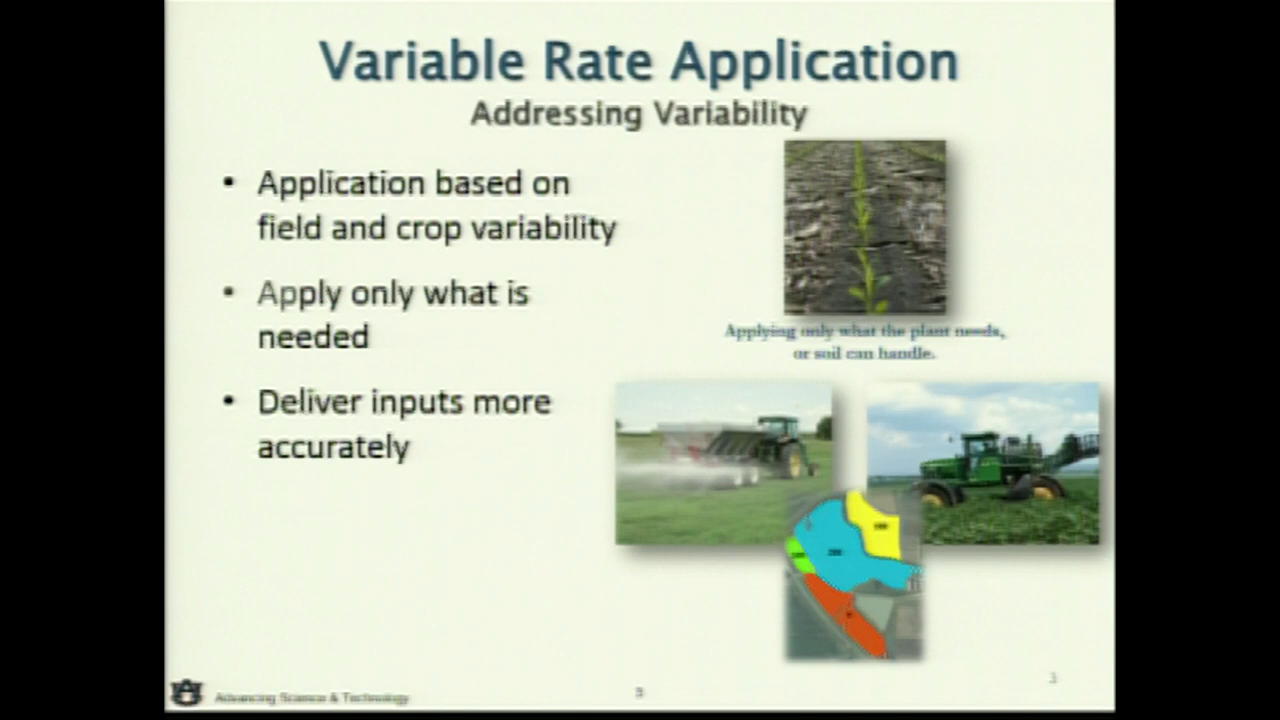 Variable Rate Application
Addressing Variability
• Application based on
field and crop variability
• Apply only what is
needed
• Deliver inputs more
accurately
Applying only what the plant needs,
or soil can handle.
Advancing Science & Technology
3